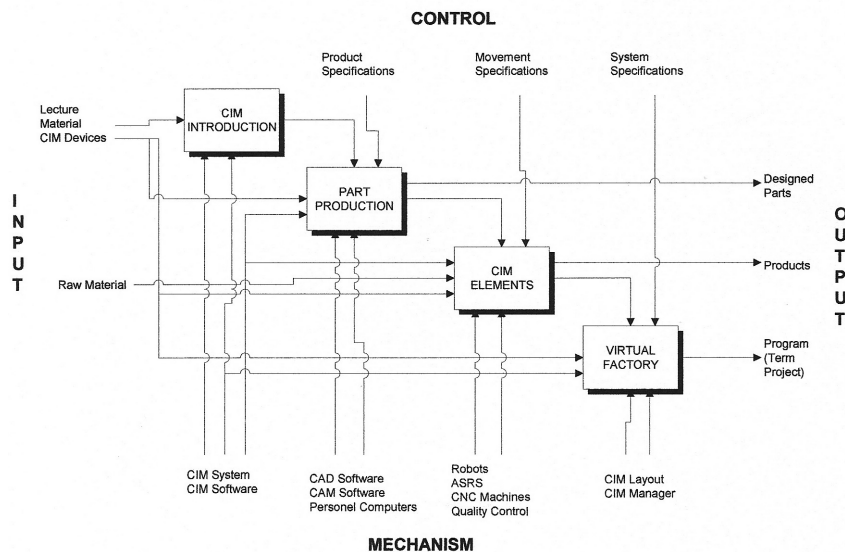 CONTROL
Product
Specifications
Movement
Specifications
System
Specifications
Lecture
Material
CIM Devices
CIM
INTRODUCTION
PART
PRODUCTION
Designed
Parts
INPUT
OUTPUT
Raw Material
CIM
ELEMENTS
Products
VIRTUAL
FACTORY
Program
(Term
Project)
CIM System
CIM Software
CAD Software
CAM Software
Personel Computers
Robots
ASRS
CNC Machines
Quality Control
CIM Layout
CIM Manager
MECHANISM